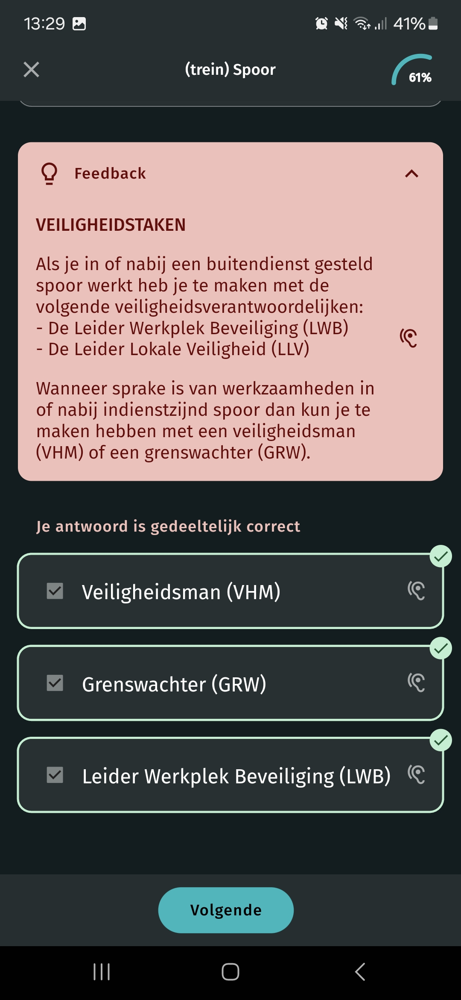 13:29
41%
(trein) Spoor
61%
Feedback
VEILIGHEIDSTAKEN
Als je in of nabij een buitendienst gesteld
spoor werkt heb je te maken met de
volgende veiligheidsverantwoordelijken:
- De Leider Werkplek Beveiliging (LWB)
- De Leider Lokale Veiligheid (LLV)
Wanneer sprake is van werkzaamheden in
of nabij indienstzijnd spoor dan kun je te
maken hebben met een veiligheidsman
(VHM) of een grenswachter (GRW).
Je antwoord is gedeeltelijk correct
Veiligheidsman (VHM)
Grenswachter (GRW)
Leider Werkplek Beveiliging (LWB)
Volgende